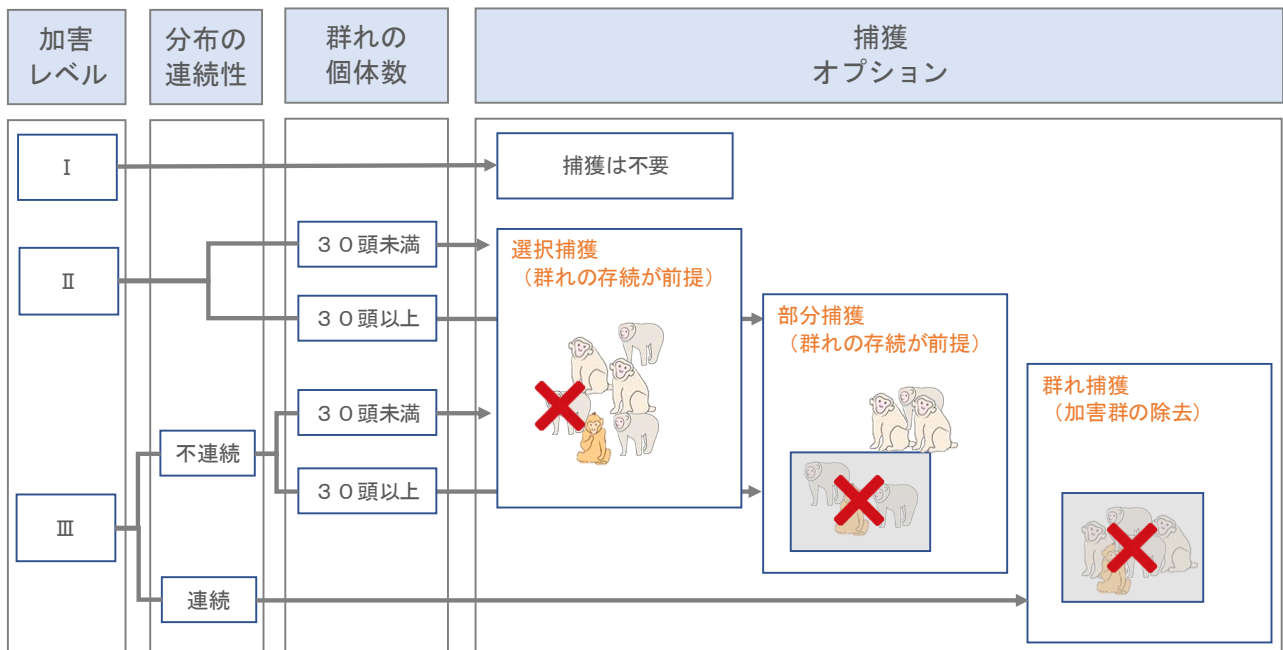 加害
レベル
分布の
連続性
群れの
個体数
捕獲
オプション
Ⅰ
捕獲は不要
Ⅱ
３０頭未満
３０頭以上
選択捕獲
（群れの存続が前提）
部分捕獲
（群れの存続が前提）
Ⅲ
不連続
３０頭未満
３０頭以上
連続
群れ捕獲
（加害群の除去）